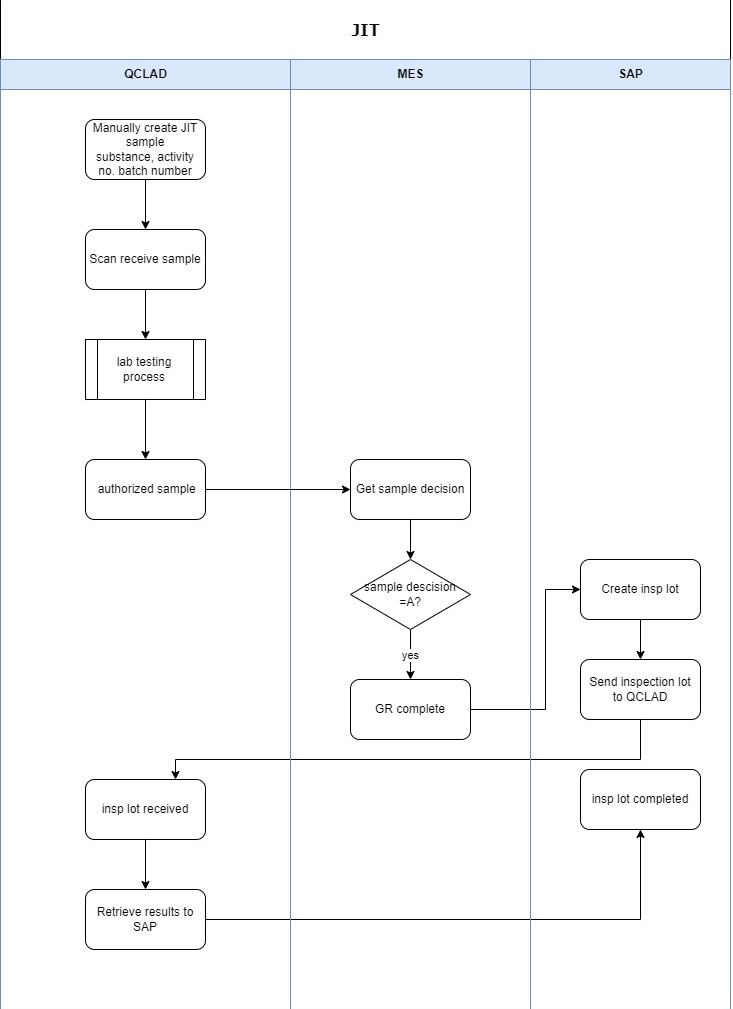 JIT
QCLAD
MES
SAP
Manually create JIT
sample
substance, activity
no. batch number
Scan receive sample
lab testing
process
authorized sample
Get sample decision
sample descision
=A?
yes
GR complete
Create insp lot
Send inspection lot
to QCLAD
insp lot received
insp lot completed
Retrieve results to
SAP